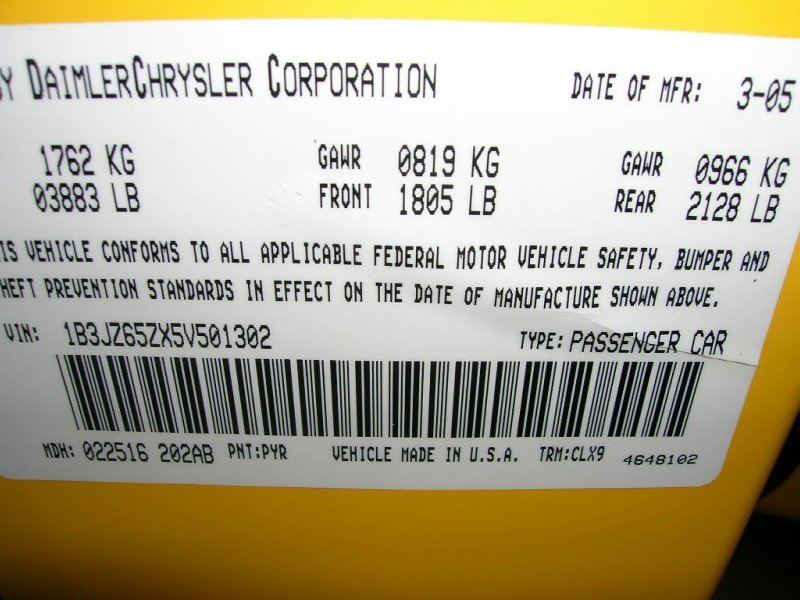 BY DAIMLERCHRYSLER CORPORATION DATE OF MFR: 3-05
1762 KG GAWR 0819 KG GAWR 0966 KG
03883 LB FRONT 1805 LB REAR 2128 LB
IS VEHICLE CONFORMS TO ALL APPLICABLE FEDERAL MOTOR VEHICLE SAFETY, BUMPER AND
HEFT PREVENTION STANDARDS IN EFFECT ON THE DATE OF MANUFACTURE SHOWN ABOVE.
VIN: 1B3JZ65ZX5V501302 TYPE: PASSENGER CAR
MDH: 022516 202AB PNT:PYR VEHICLE MADE IN U.S.A. TRM:CLX9 4648102